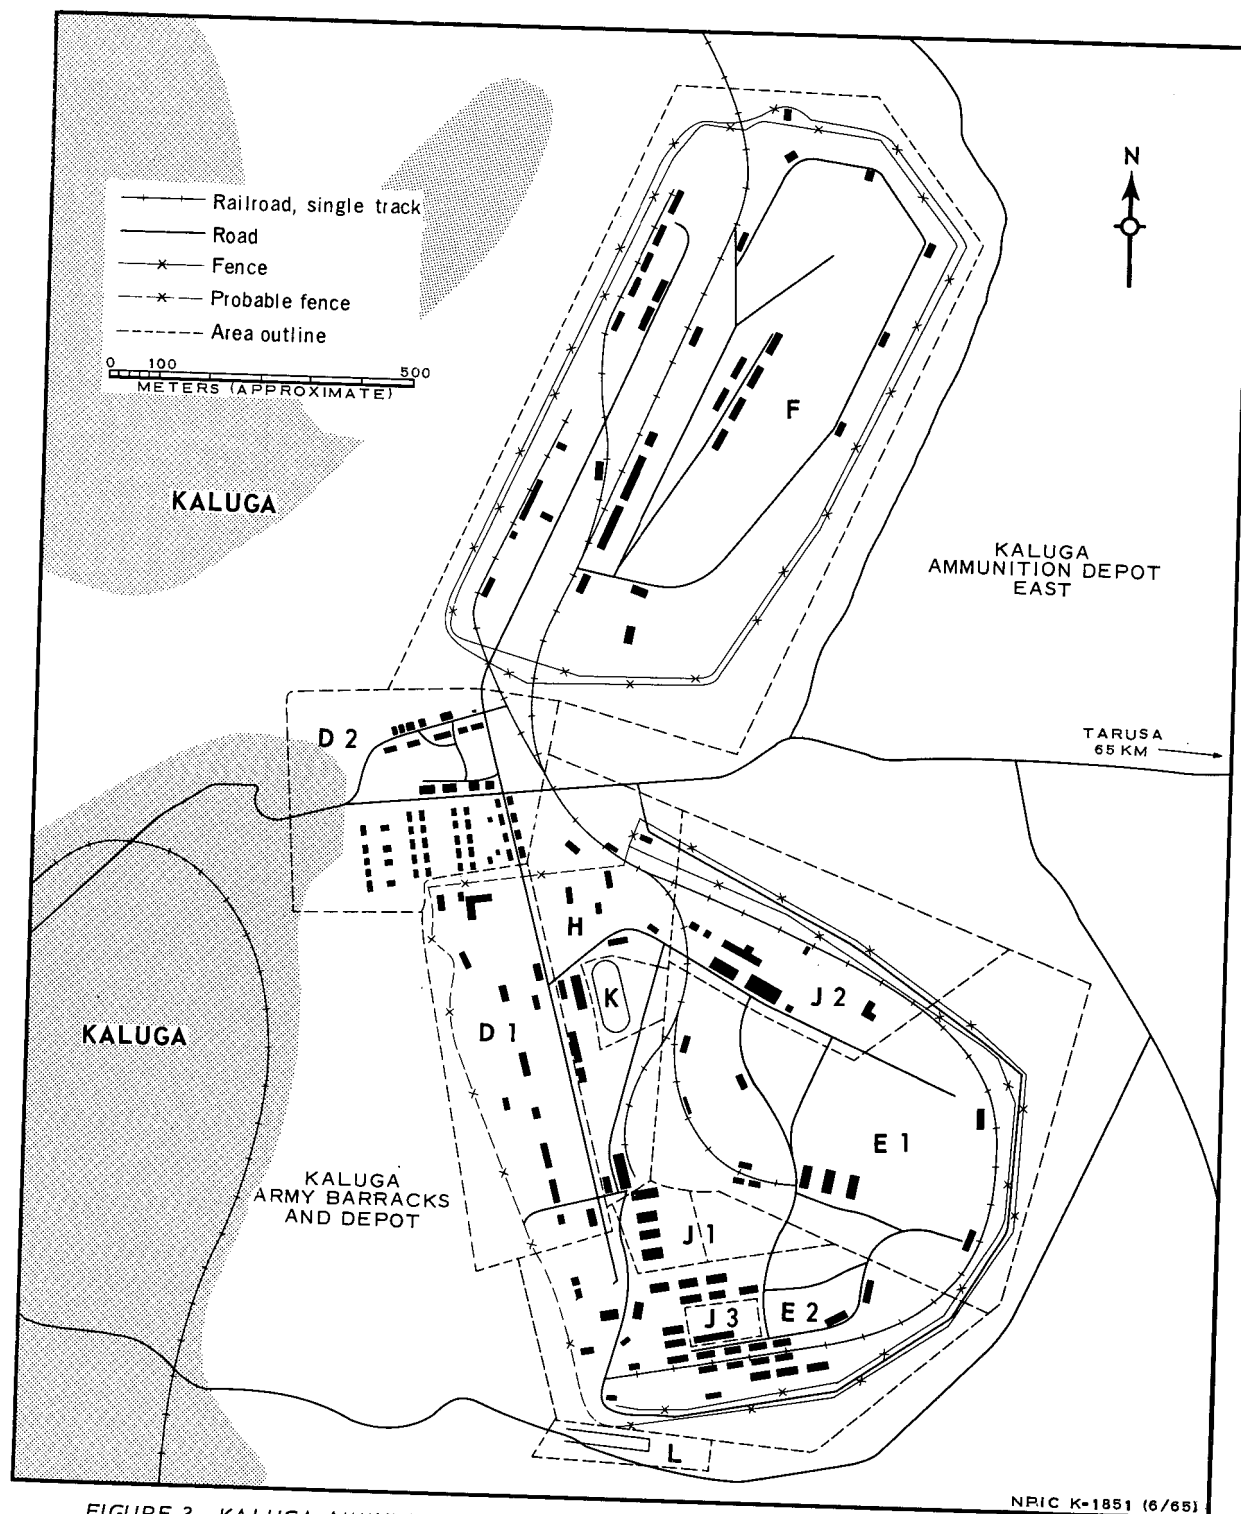 N
Railroad, single track
Road
Fence
Probable fence
Area outline
0 100 500
METERS (APPROXIMATE)
F
KALUGA
KALUGA
AMMUNITION DEPOT
EAST
D 2
TARUSA
65 KM
H
K
J 2
D 1
KALUGA
E 1
KALUGA
ARMY BARRACKS
AND DEPOT
J 1
J 3
E 2
L
NPIC K-1851 (6/65)
KALUGA